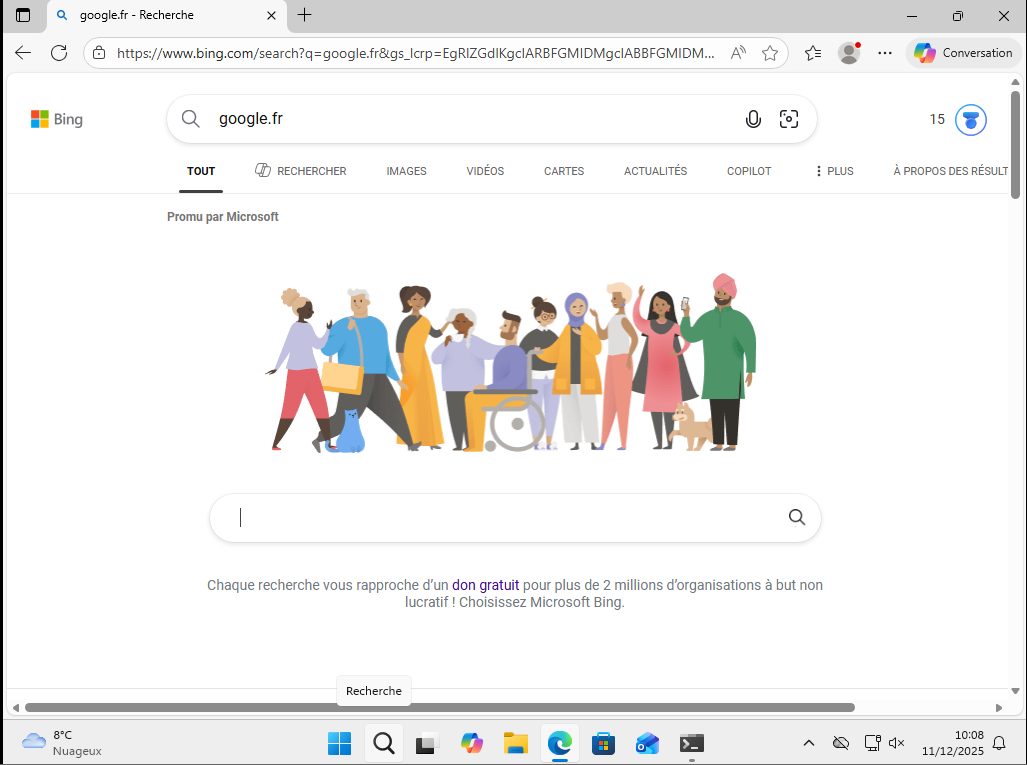 google.fr - Recherche
https://www.bing.com/search?q=google.fr&gs_lcrp=EgRlZGdlKgcIARBFGMIDMgcIABBFGMIDM...
Conversation
Bing
google.fr
15
TOUT
RECHERCHER
IMAGES
VIDÉOS
CARTES
ACTUALITÉS
COPILOT
PLUS
À PROPOS DES RÉSULT
Promu par Microsoft
Chaque recherche vous rapproche d’un don gratuit pour plus de 2 millions d’organisations à but non
lucratif ! Choisissez Microsoft Bing.
Recherche
8°C
Nuageux
10:08
11/12/2025